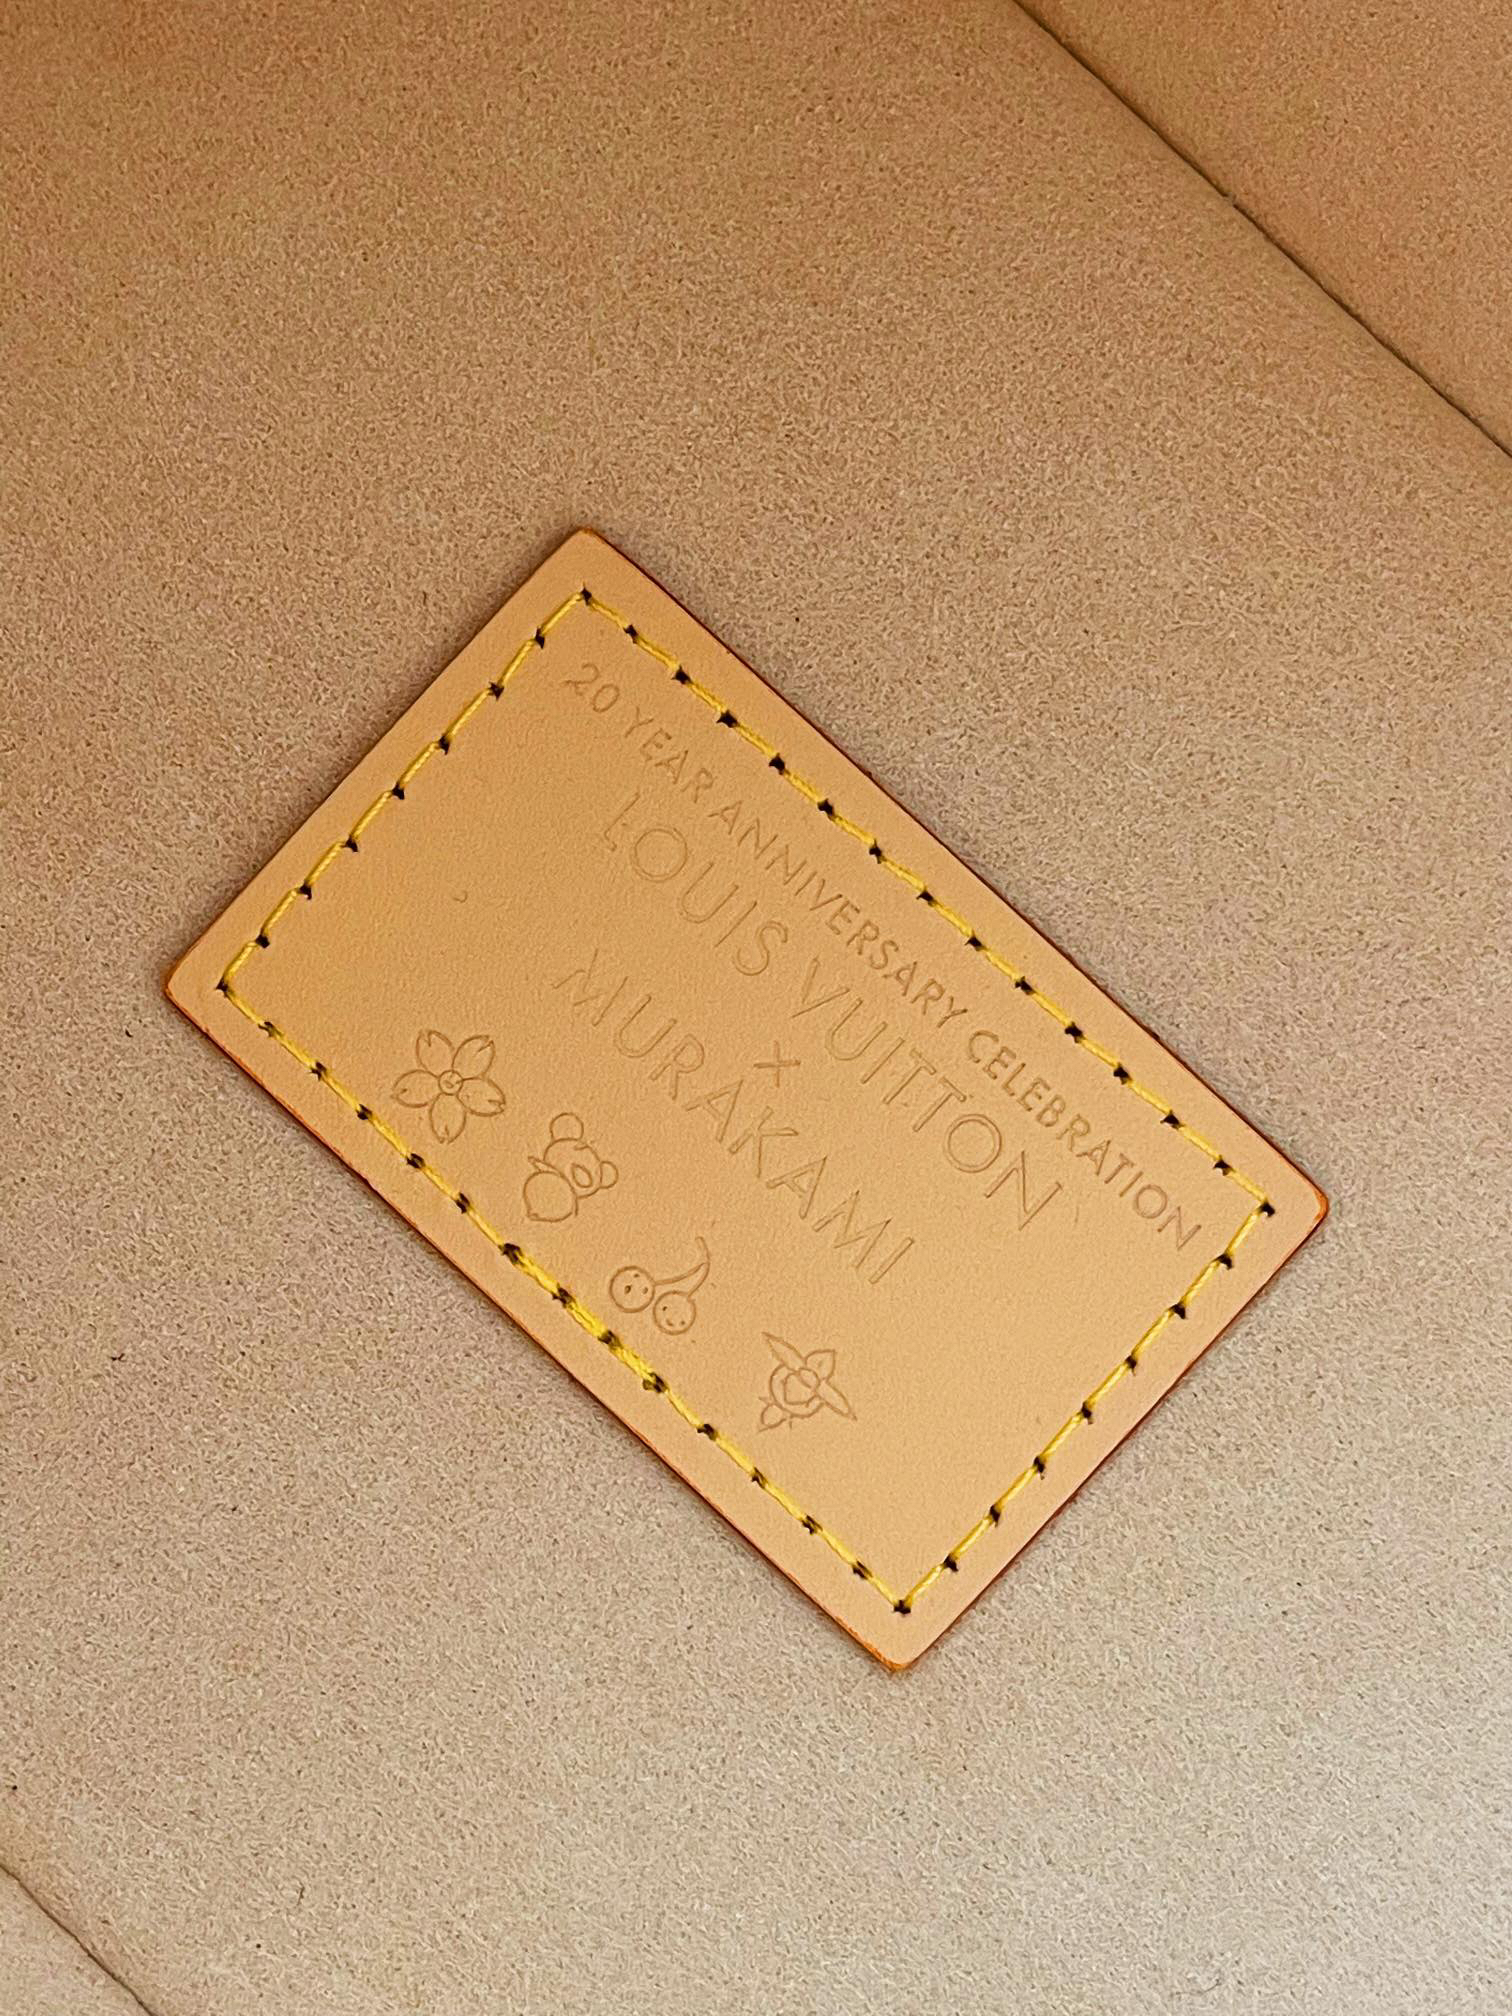 20 YEAR ANNIVERSARY CELEBRATION
LOUIS VUITTON
×
MURAKAMI